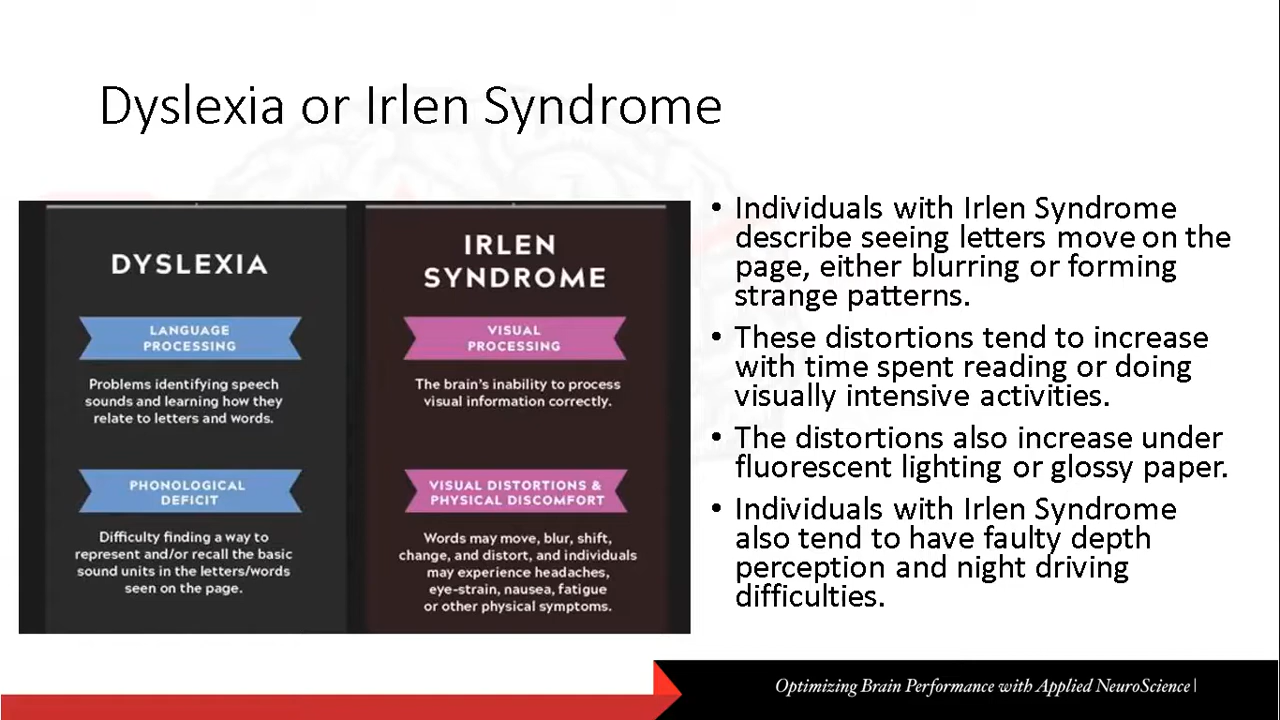 Dyslexia or Irlen Syndrome
DYSLEXIA
LANGUAGE
PROCESSING
Problems identifying speech
sounds and learning how they
relate to letters and words.
PHONOLOGICAL
DEFICIT
Difficulty finding a way to
represent and/or recall the basic
sound units in the letters/words
seen on the page.
IRLEN
SYNDROME
VISUAL
PROCESSING
The brain's inability to process
visual information correctly.
VISUAL DISTORTIONS &
PHYSICAL DISCOMFORT
Words may move, blur, shift,
change, and distort, and individuals
may experience headaches,
eye-strain, nausea, fatigue
or other physical symptoms.
• Individuals with Irlen Syndrome
describe seeing letters move on the
page, either blurring or forming
strange patterns.
• These distortions tend to increase
with time spent reading or doing
visually intensive activities.
• The distortions also increase under
fluorescent lighting or glossy paper.
• Individuals with Irlen Syndrome
also tend to have faulty depth
perception and night driving
difficulties.
Optimizing Brain Performance with Applied NeuroScience |